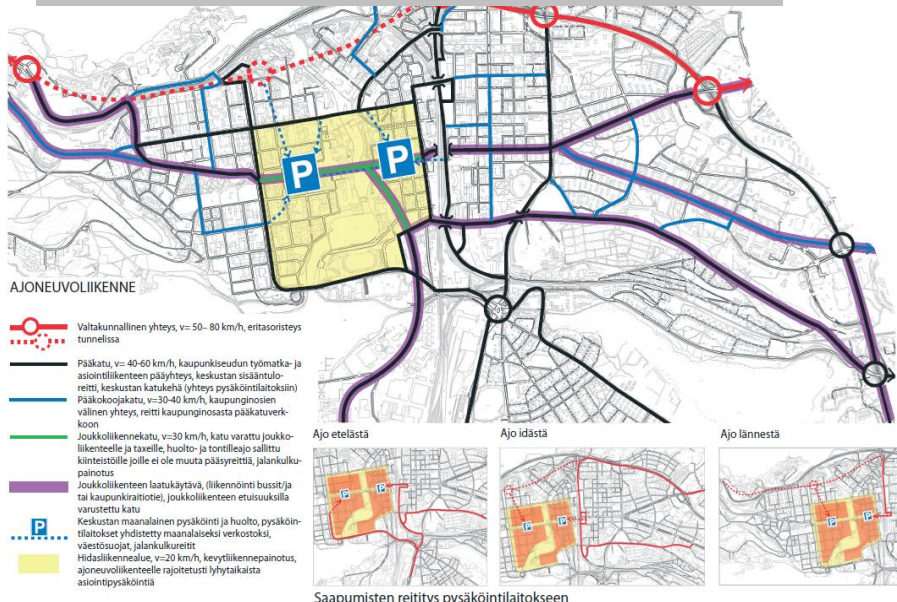 P
P
AJONEUVOLIIKENNE
Valtakunnallinen yhteys, v= 50– 80 km/h, eritasoristeys
tunnelissa
Pääkatu, v= 40-60 km/h, kaupunkiseudun työmatka- ja
asiointiliikenteen pääyhteys, keskustan sisääntulo-
reitti, keskustan katukehä (yhteys pysäköintilaitoksiin)
Pääkokoojakatu, v=30-40 km/h, kaupunginosien
välinen yhteys, reitti kaupunginosasta pääkatuverk-
koon
Joukkoliikennekatu, v=30 km/h, katu varattu joukko-
liikenteelle ja taxeille, huolto- ja tontilleajo sallittu
kiinteistöille joille ei ole muuta pääsyreittiä, jalankulku-
painotus
Joukkoliikenteen laatukäytävä, (liikennöinti bussit/ja
tai kaupunkiraitiotie), joukkoliikenteen etuisuuksilla
varustettu katu
P
Keskustan maanalainen pysäköinti ja huolto, pysäköin-
tilaitokset yhdistetty maanalaiseksi verkostoksi,
väestösuojat, jalankulkureitit
Hidasliikennealue, v=20 km/h, kevytliikennepainotus,
ajoneuvoliikenteelle rajoitetusti lyhytaikaista
asiointipysäköintiä
Ajo etelästä
Ajo idästä
Ajo lännestä
P
P
P
P
P
P
Saapumisten reititys pysäköintilaitokseen